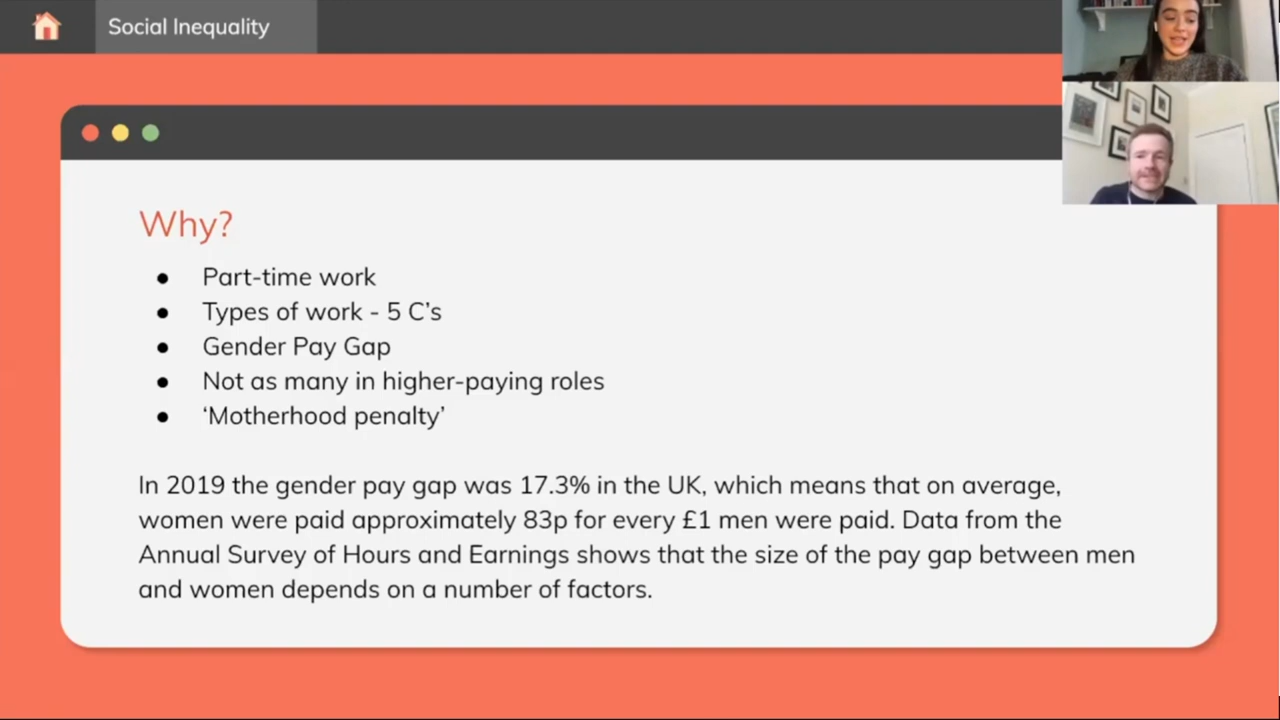 Social Inequality
Why?
● Part-time work
● Types of work - 5 C’s
● Gender Pay Gap
● Not as many in higher-paying roles
● ‘Motherhood penalty’
In 2019 the gender pay gap was 17.3% in the UK, which means that on average,
women were paid approximately 83p for every £1 men were paid. Data from the
Annual Survey of Hours and Earnings shows that the size of the pay gap between men
and women depends on a number of factors.